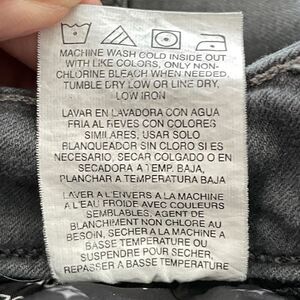 MACHINE WASH COLD INSIDE OUT
WITH LIKE COLORS, ONLY NON-
CHLORINE BLEACH WHEN NEEDED,
TUMBLE DRY LOW OR LINE DRY,
LOW IRON
LAVAR EN LAVADORA CON AGUA
FRIA AL REVES CON COLORES
SIMILARES, USAR SOLO
BLANQUEADOR SIN CLORO SI ES
NECESARIO, SECAR COLGADO O EN
SECADORA A TEMP. BAJA,
PLANCHAR A TEMPERATURA BAJA
LAVER A L'ENVERS A LA MACHINE
A L'EAU FROIDE AVEC COULEURS
SEMBLABLES, AGENT DE
BLANCHIMENT NON CHLORE AU
BESOIN, SECHER A LA MACHINE A
BASSE TEMPERATURE OU
SUSPENDRE POUR SECHER,
REPASSER A BASSE TEMPERATURE